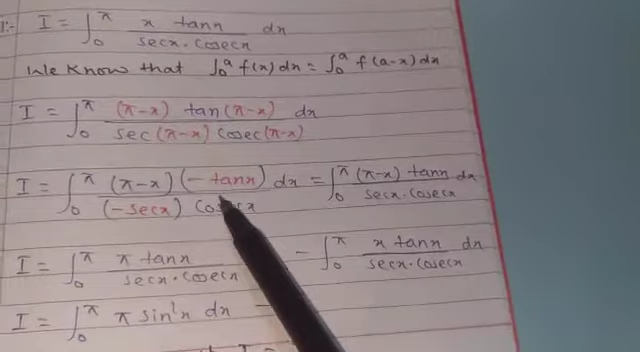 I = ∫₀^π x tanx / secx · cosecx dx
We know that ∫₀^a f(x) dx = ∫₀^a f(a-x) dx
I = ∫₀^π (π-x) tan(π-x) / sec(π-x) cosec(π-x) dx
I = ∫₀^π (π-x) (-tanx) / (-secx) cosecx dx = ∫₀^π (π-x) tanx / secx · cosecx dx
I = ∫₀^π π tanx / secx · cosecx - ∫₀^π x tanx / secx · cosecx dx
I = ∫₀^π π sin²x dx -